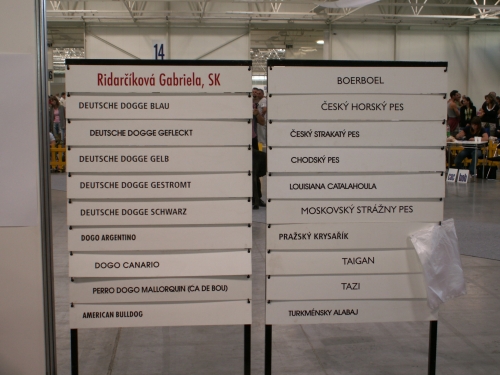 14
Ridarčíková Gabriela, SK
DEUTSCHE DOGGE BLAU
DEUTSCHE DOGGE GEFLECKT
DEUTSCHE DOGGE GELB
DEUTSCHE DOGGE GESTROMT
DEUTSCHE DOGGE SCHWARZ
DOGO ARGENTINO
DOGO CANARIO
PERRO DOGO MALLORQUIN (CA DE BOU)
AMERICAN BULLDOG
BOERBOEL
ČESKÝ HORSKÝ PES
ČESKÝ STRAKATÝ PES
CHODSKÝ PES
LOUISIANA CATALAHOULA
MOSKOVSKÝ STRÁŽNY PES
PRAŽSKÝ KRYSAŘÍK
TAIGAN
TAZI
TURKMÉNSKY ALABAJ